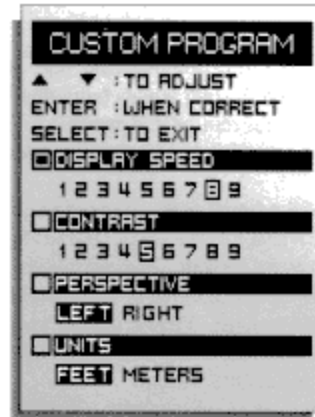 CUSTOM PROGRAM
▲ ▼ : TO ADJUST
ENTER : WHEN CORRECT
SELECT : TO EXIT
DISPLAY SPEED
1 2 3 4 5 6 7 8 9
CONTRAST
1 2 3 4 5 6 7 8 9
PERSPECTIVE
LEFT RIGHT
UNITS
FEET METERS